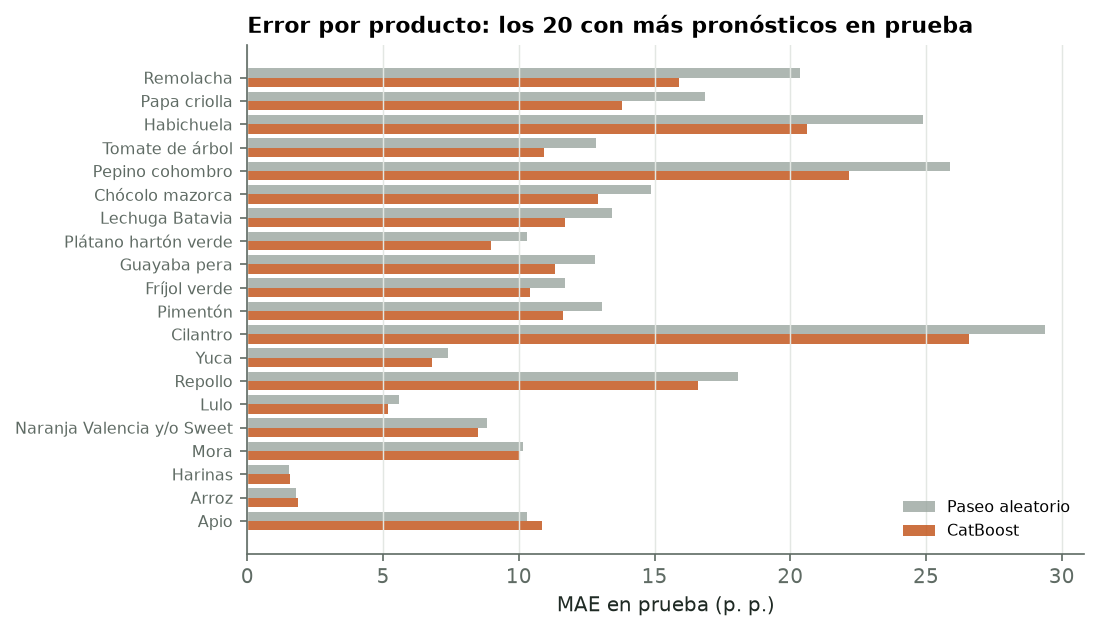 Error por producto: los 20 con más pronósticos en prueba
Remolacha
Papa criolla
Habichuela
Tomate de árbol
Pepino cohombro
Chócolo mazorca
Lechuga Batavia
Plátano hartón verde
Guayaba pera
Fríjol verde
Pimentón
Cilantro
Yuca
Repollo
Lulo
Naranja Valencia y/o Sweet
Mora
Harinas
Arroz
Apio
Paseo aleatorio
CatBoost
0 5 10 15 20 25 30
MAE en prueba (p. p.)